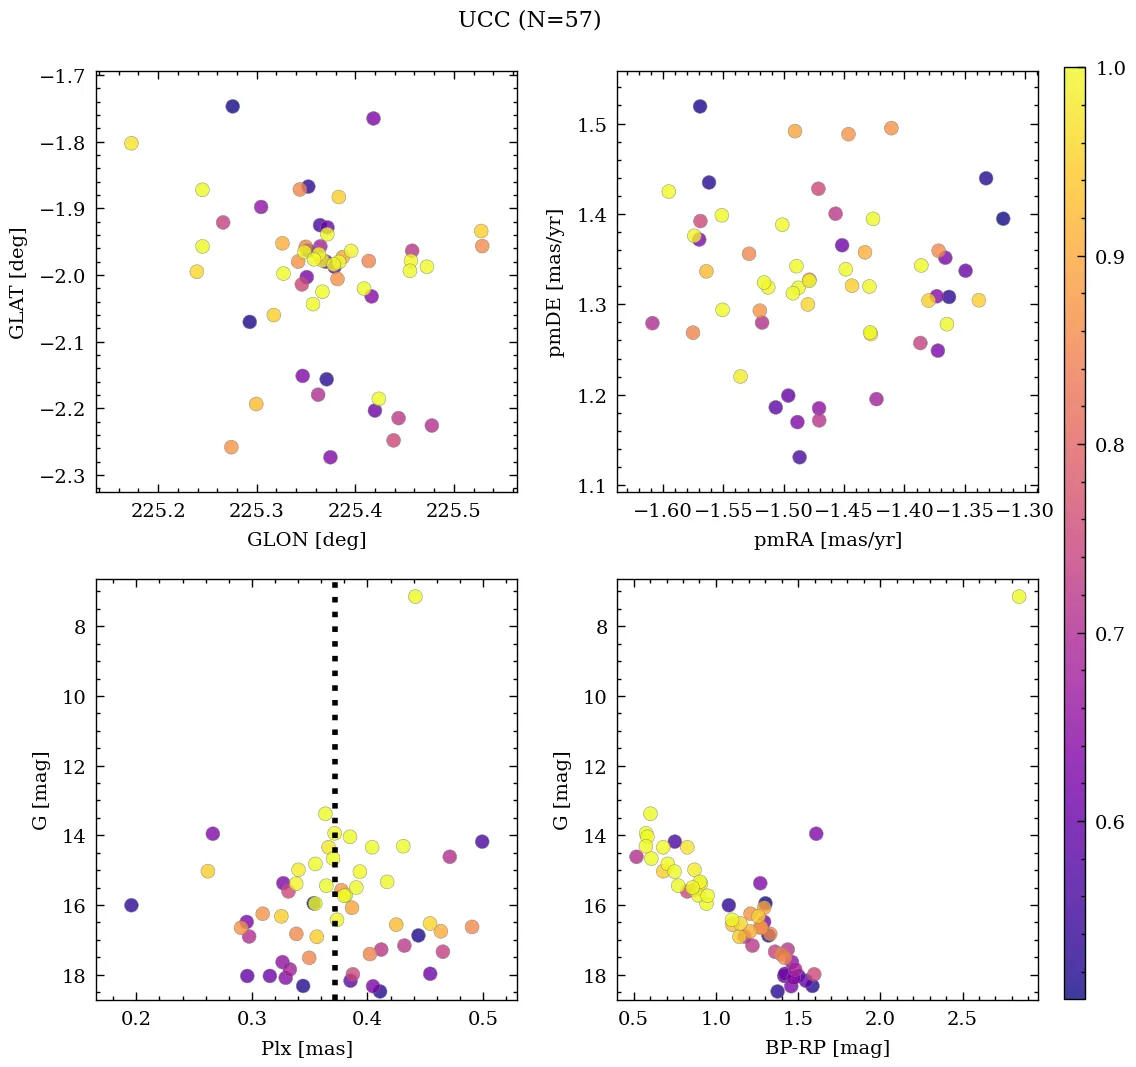 UCC (N=57)
−1.7
−1.8
−1.9
−2.0
−2.1
−2.2
−2.3
GLAT [deg]
225.2 225.3 225.4 225.5
GLON [deg]
1.5
1.4
1.3
1.2
1.1
pmDE [mas/yr]
−1.60 −1.55 −1.50 −1.45 −1.40 −1.35 −1.30
pmRA [mas/yr]
8
10
12
14
16
18
G [mag]
0.2 0.3 0.4 0.5
Plx [mas]
8
10
12
14
16
18
G [mag]
0.5 1.0 1.5 2.0 2.5
BP-RP [mag]
1.0
0.9
0.8
0.7
0.6